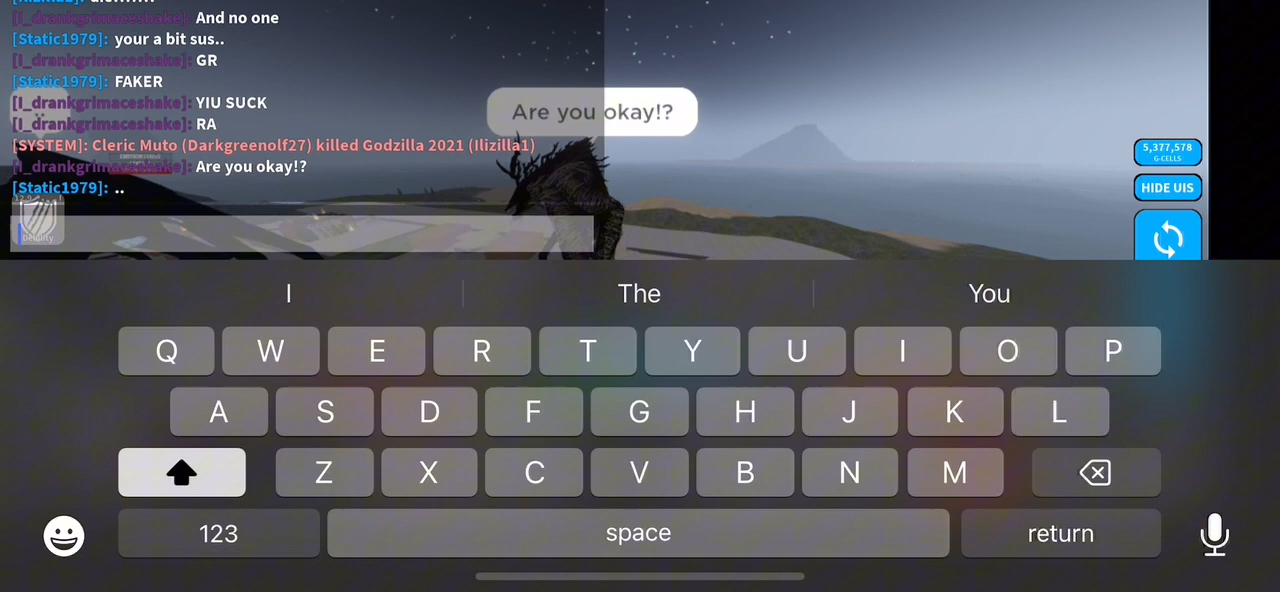 [I_drankgrimaceshake]: And no one
[Static1979]: your a bit sus..
[I_drankgrimaceshake]: GR
[Static1979]: FAKER
[I_drankgrimaceshake]: YIU SUCK
[I_drankgrimaceshake]: RA
[SYSTEM]: Cleric Muto (Darkgreenolf27) killed Godzilla 2021 (Ilizilla1)
[I_drankgrimaceshake]: Are you okay!?
[Static1979]: ..
Are you okay!?
5,377,578
G-CELLS
HIDE UIS
I The You
Q W E R T Y U I O P
A S D F G H J K L
Z X C V B N M
123 space return